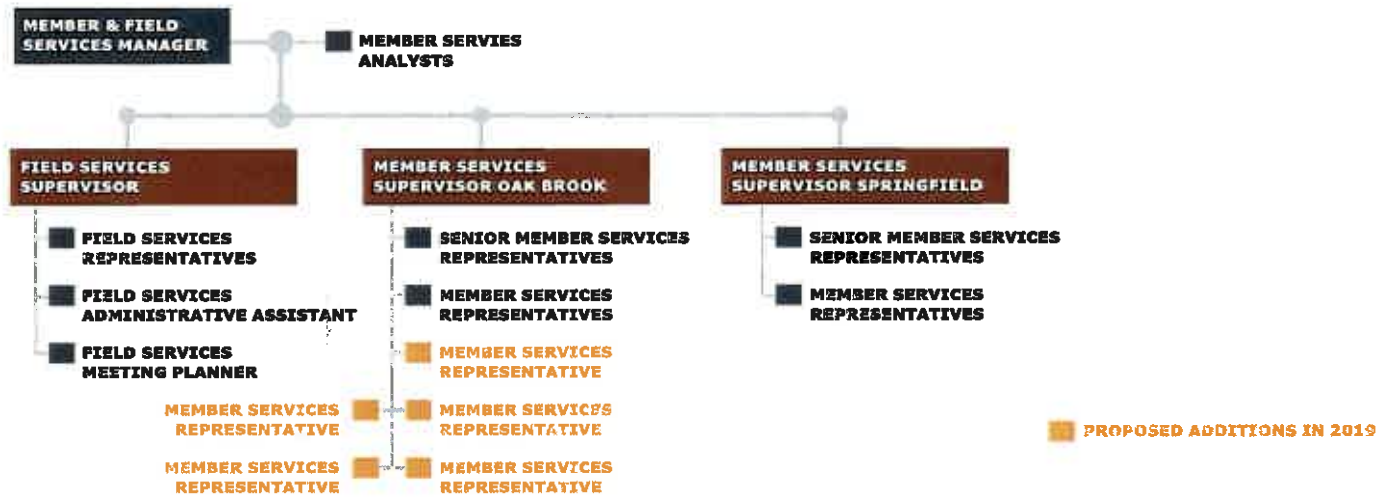 MEMBER & FIELD
SERVICES MANAGER
MEMBER SERVIES
ANALYSTS
FIELD SERVICES
SUPERVISOR
FIELD SERVICES
REPRESENTATIVES
FIELD SERVICES
ADMINISTRATIVE ASSISTANT
FIELD SERVICES
MEETING PLANNER
MEMBER SERVICES
SUPERVISOR OAK BROOK
SENIOR MEMBER SERVICES
REPRESENTATIVES
MEMBER SERVICES
REPRESENTATIVES
MEMBER SERVICES
REPRESENTATIVE
MEMBER SERVICES
REPRESENTATIVE
MEMBER SERVICES
REPRESENTATIVE
MEMBER SERVICES
REPRESENTATIVE
MEMBER SERVICES
REPRESENTATIVE
MEMBER SERVICES
SUPERVISOR SPRINGFIELD
SENIOR MEMBER SERVICES
REPRESENTATIVES
MEMBER SERVICES
REPRESENTATIVES
PROPOSED ADDITIONS IN 2019